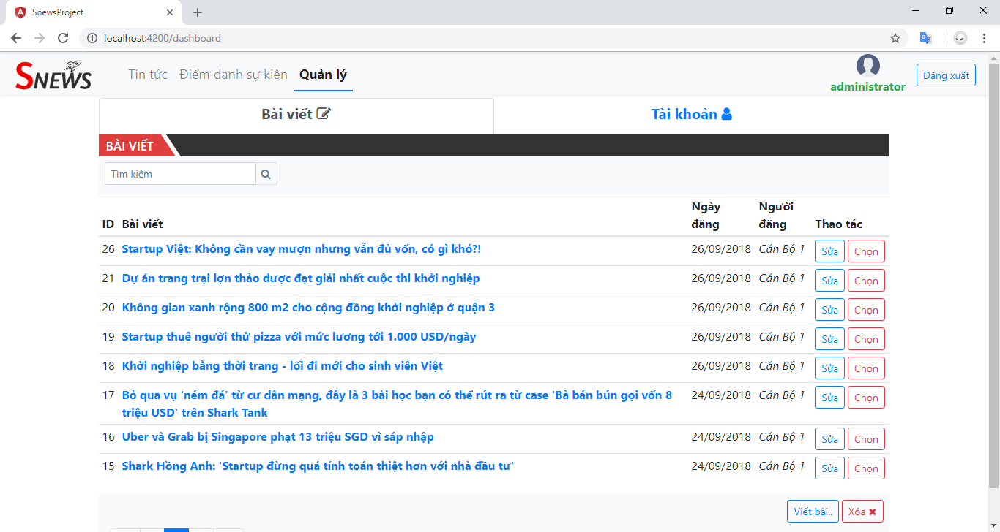 SnewsProject
localhost:4200/dashboard
SNEWS
Tin tức Điểm danh sự kiện Quản lý
administrator
Đăng xuất
Bài viết
Tài khoản
BÀI VIẾT
Tìm kiếm
ID Bài viết Ngày đăng Người đăng Thao tác
26 Startup Việt: Không cần vay mượn nhưng vẫn đủ vốn, có gì khó?! 26/09/2018 Cán Bộ 1 Sửa Chọn
21 Dự án trang trại lợn thảo dược đạt giải nhất cuộc thi khởi nghiệp 26/09/2018 Cán Bộ 1 Sửa Chọn
20 Không gian xanh rộng 800 m2 cho cộng đồng khởi nghiệp ở quận 3 26/09/2018 Cán Bộ 1 Sửa Chọn
19 Startup thuê người thử pizza với mức lương tới 1.000 USD/ngày 26/09/2018 Cán Bộ 1 Sửa Chọn
18 Khởi nghiệp bằng thời trang - lối đi mới cho sinh viên Việt 26/09/2018 Cán Bộ 1 Sửa Chọn
17 Bỏ qua vụ 'ném đá' từ cư dân mạng, đây là 3 bài học bạn có thể rút ra từ case 'Bà bán bún gọi vốn 8 24/09/2018 Cán Bộ 1 Sửa Chọn
triệu USD' trên Shark Tank
16 Uber và Grab bị Singapore phạt 13 triệu SGD vì sáp nhập 24/09/2018 Cán Bộ 1 Sửa Chọn
15 Shark Hồng Anh: 'Startup đừng quá tính toán thiệt hơn với nhà đầu tư' 24/09/2018 Cán Bộ 1 Sửa Chọn
Viết bài.. Xóa